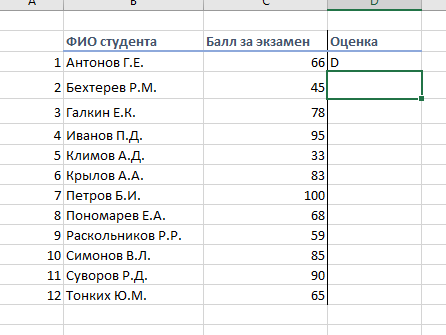 A B C D
ФИО студента Балл за экзамен Оценка
1 Антонов Г.Е. 66 D
2 Бехтерев Р.М. 45
3 Галкин Е.К. 78
4 Иванов П.Д. 95
5 Климов А.Д. 33
6 Крылов А.А. 83
7 Петров Б.И. 100
8 Пономарев Е.А. 68
9 Раскольников Р.Р. 59
10 Симонов В.Л. 85
11 Суворов Р.Д. 90
12 Тонких Ю.М. 65